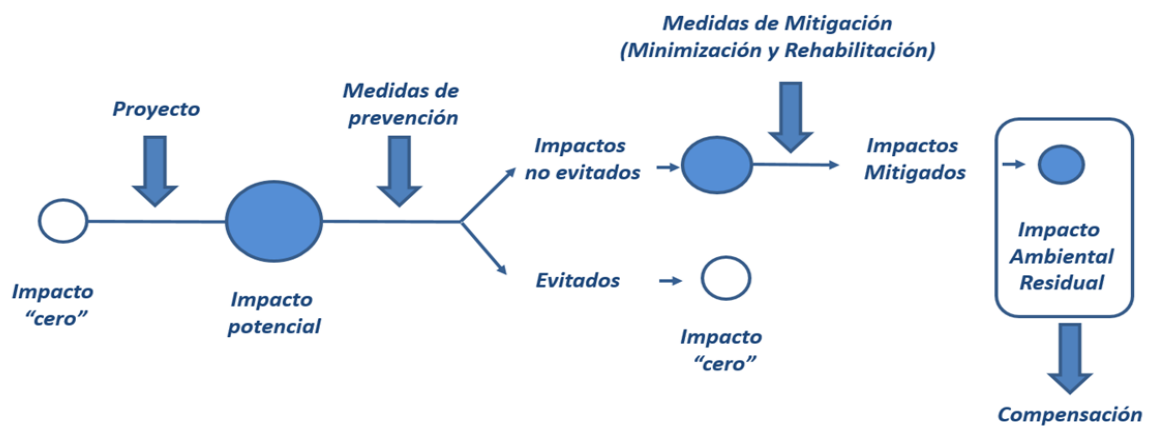 Medidas de Mitigación
(Minimización y Rehabilitación)
Proyecto
Medidas de
prevención
Impactos
no evitados
Impactos
Mitigados
Impacto
“cero”
Impacto
potencial
Evitados
Impacto
“cero”
Impacto
Ambiental
Residual
Compensación